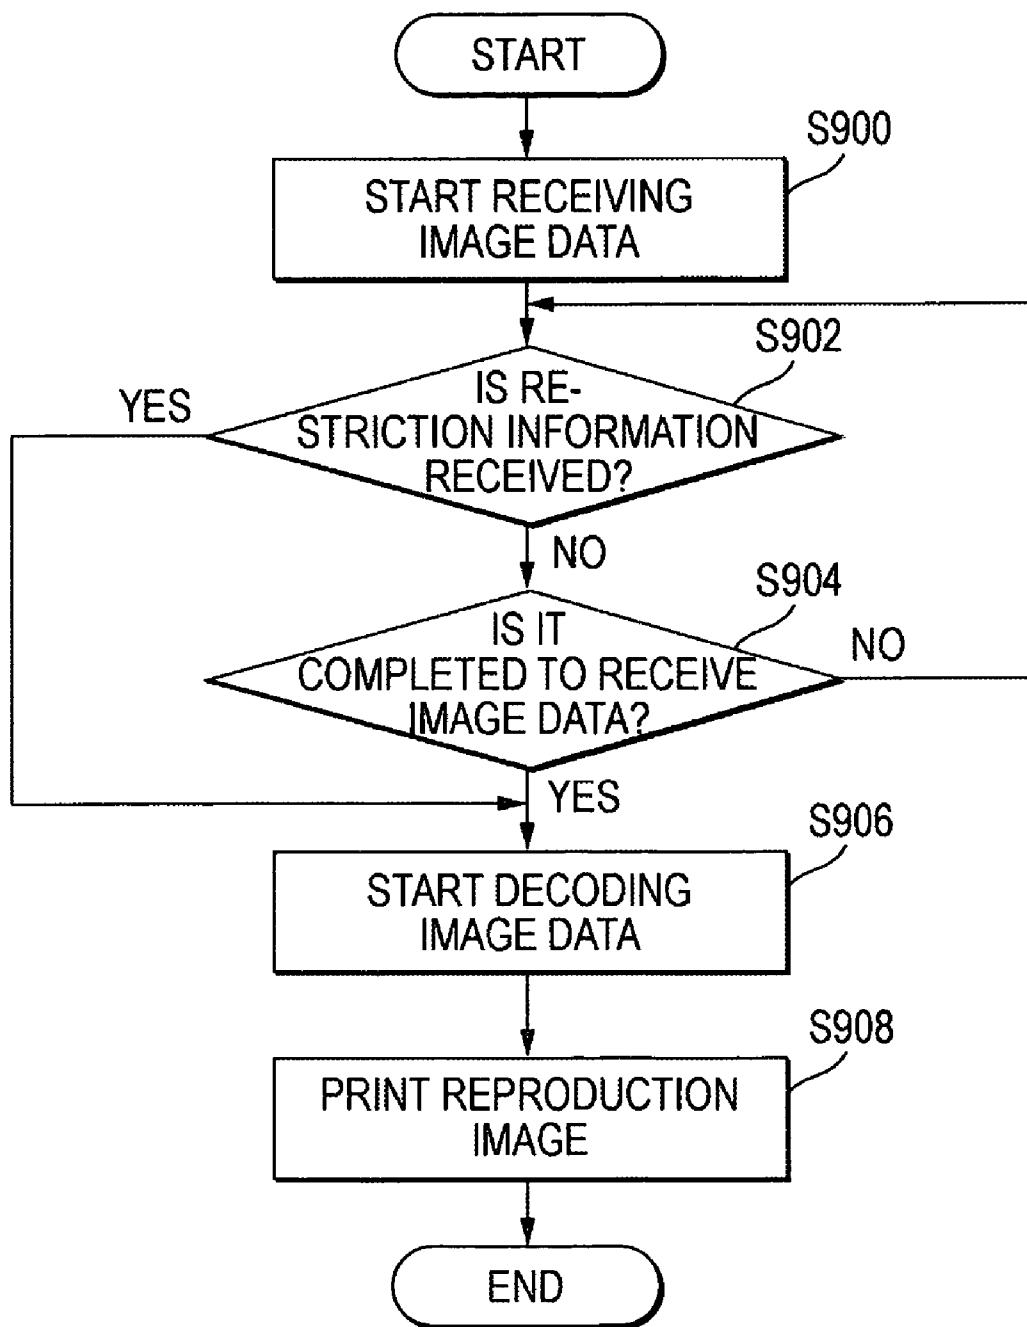 START
S900
START RECEIVING
IMAGE DATA
S902
YES
IS RE-
STRICTION INFORMATION
RECEIVED?
NO
S904
IS IT
COMPLETED TO RECEIVE
IMAGE DATA?
NO
YES
S906
START DECODING
IMAGE DATA
S908
PRINT REPRODUCTION
IMAGE
END